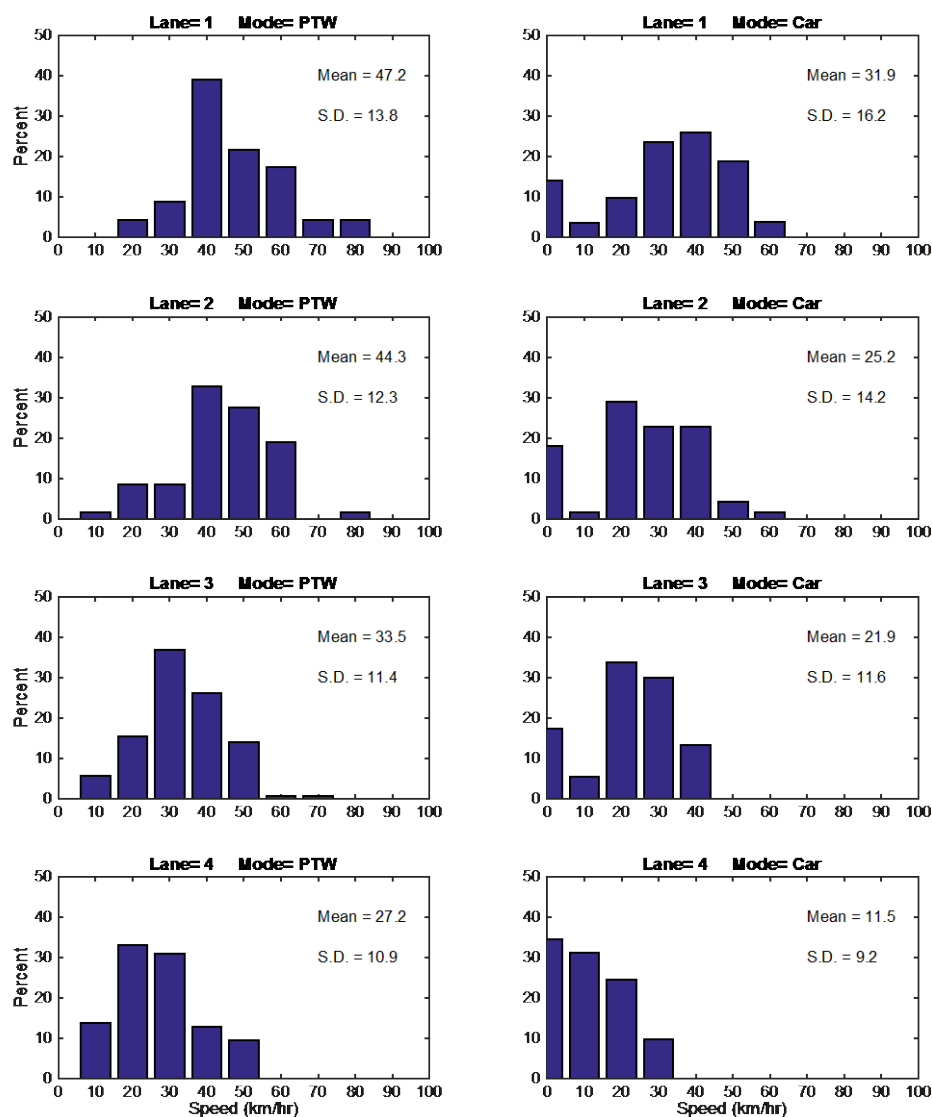 Lane= 1 Mode= PTW
50
40
30
20
10
0
Percent
Mean = 47.2
S.D. = 13.8
0 10 20 30 40 50 60 70 80 90 100
Lane= 1 Mode= Car
50
40
30
20
10
0
Mean = 31.9
S.D. = 16.2
0 10 20 30 40 50 60 70 80 90 100
Lane= 2 Mode= PTW
50
40
30
20
10
0
Percent
Mean = 44.3
S.D. = 12.3
0 10 20 30 40 50 60 70 80 90 100
Lane= 2 Mode= Car
50
40
30
20
10
0
Mean = 25.2
S.D. = 14.2
0 10 20 30 40 50 60 70 80 90 100
Lane= 3 Mode= PTW
50
40
30
20
10
0
Percent
Mean = 33.5
S.D. = 11.4
0 10 20 30 40 50 60 70 80 90 100
Lane= 3 Mode= Car
50
40
30
20
10
0
Mean = 21.9
S.D. = 11.6
0 10 20 30 40 50 60 70 80 90 100
Lane= 4 Mode= PTW
50
40
30
20
10
0
Percent
Mean = 27.2
S.D. = 10.9
0 10 20 30 40 50 60 70 80 90 100
Speed (km/hr)
Lane= 4 Mode= Car
50
40
30
20
10
0
Mean = 11.5
S.D. = 9.2
0 10 20 30 40 50 60 70 80 90 100
Speed (km/hr)